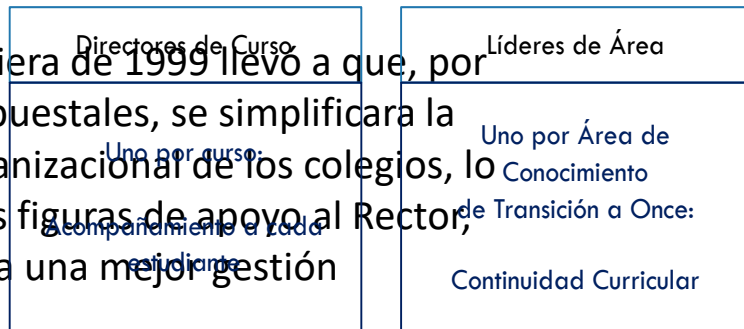 Directores de Curso
Líderes de Área
iera de 1999 llevó a que, por
puestales, se simplificara la
anizacional de los colegios, lo
s figuras de apoyo al Rector,
a una mejor gestión
Uno por curso:
Acompañamiento a cada
estudiante
Uno por Área de
Conocimiento
de Transición a Once:
Continuidad Curricular